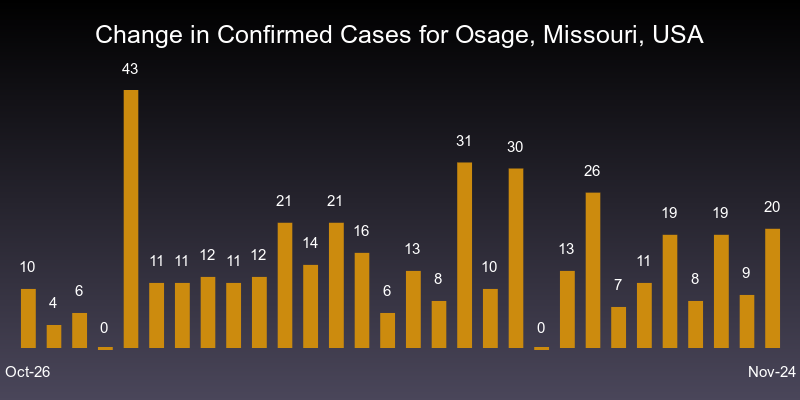 Change in Confirmed Cases for Osage, Missouri, USA
10 4 6 0 43 11 11 12 11 12 21 14 21 16 6 13 8 31 10 30 0 13 26 7 11 19 8 19 9 20
Oct-26 Nov-24